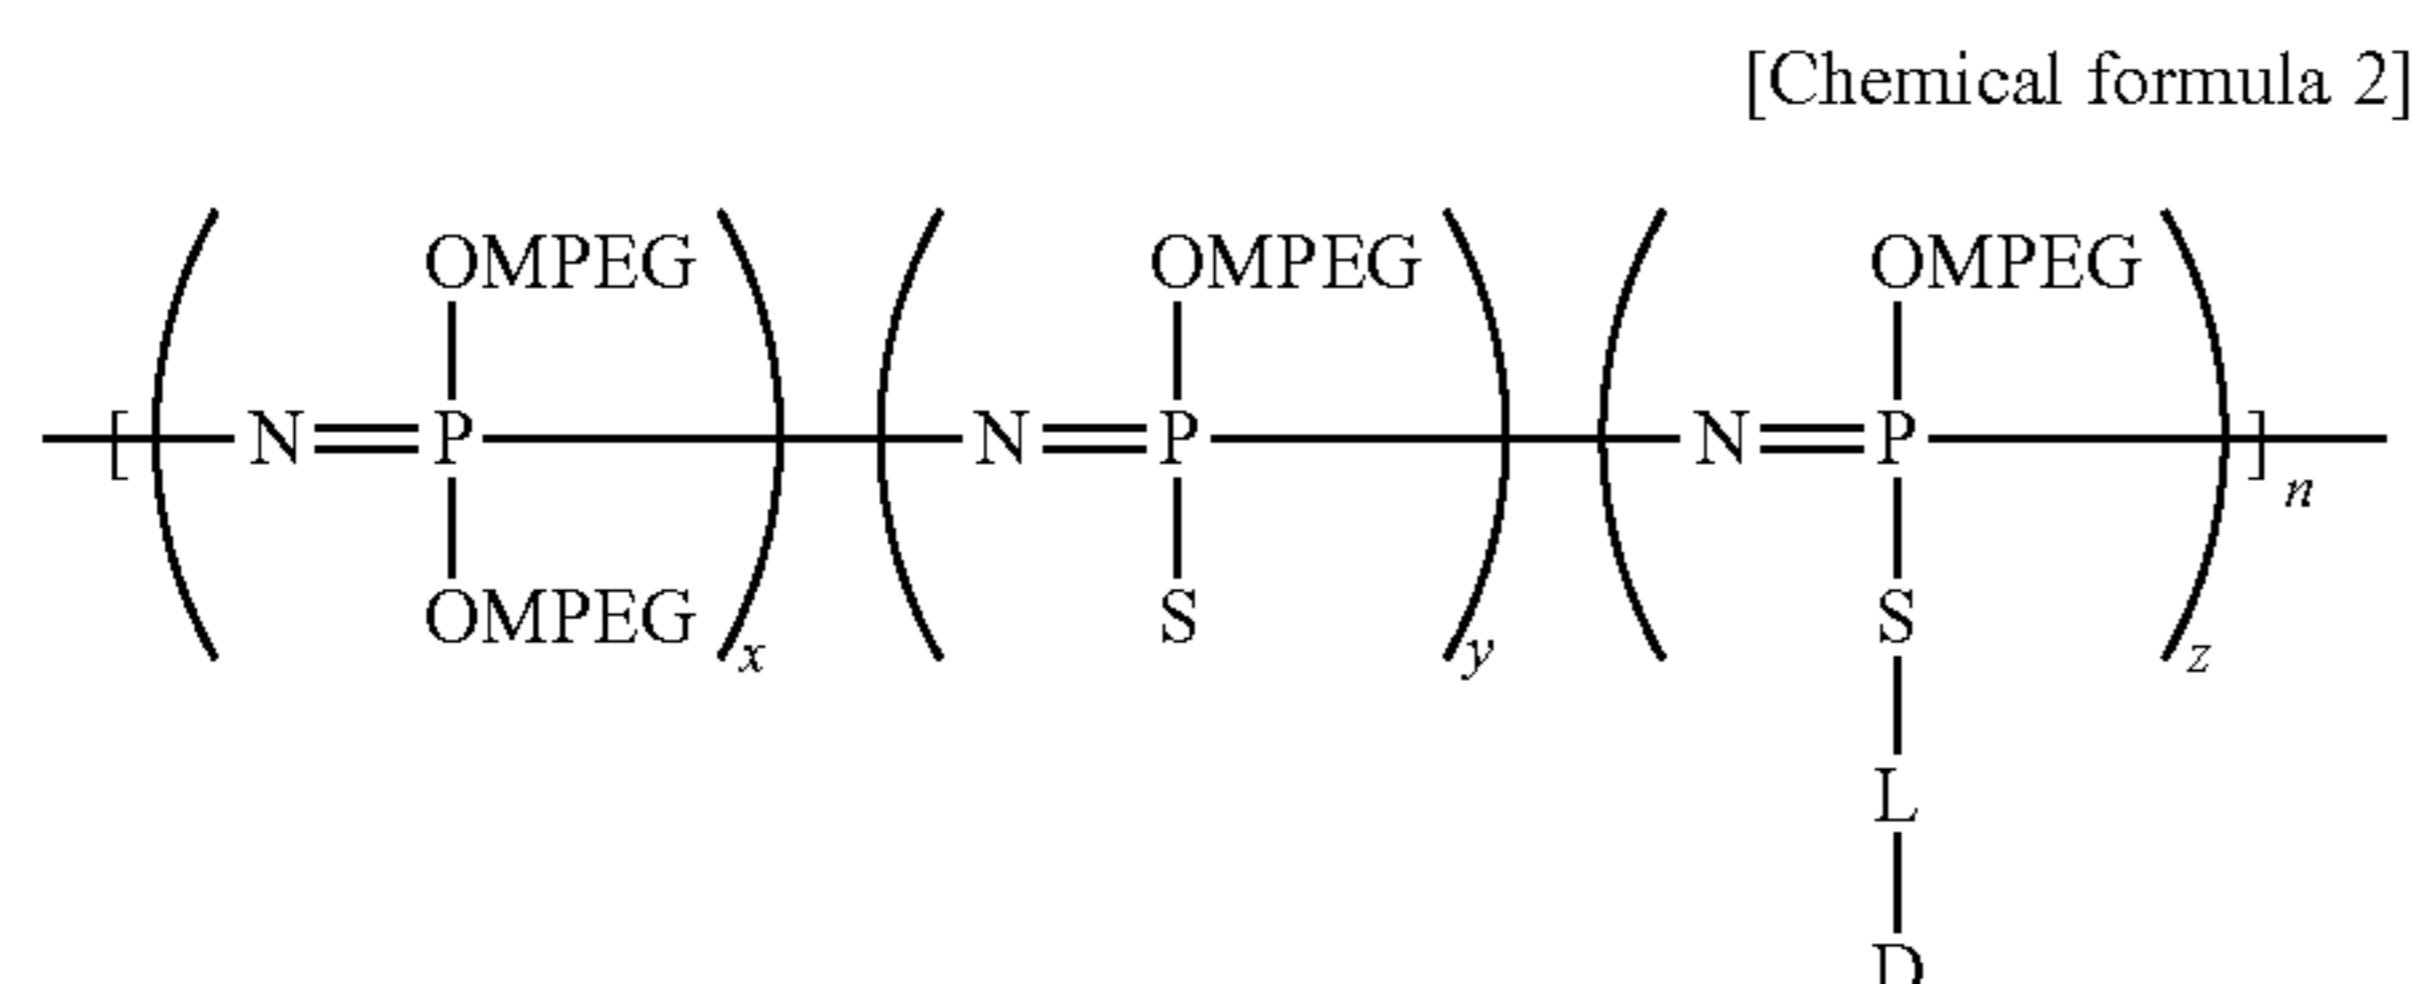 [Chemical formula 2]
OMPEG OMPEG OMPEG
[ N P N P N P ] n
OMPEG x S y S z
L
D